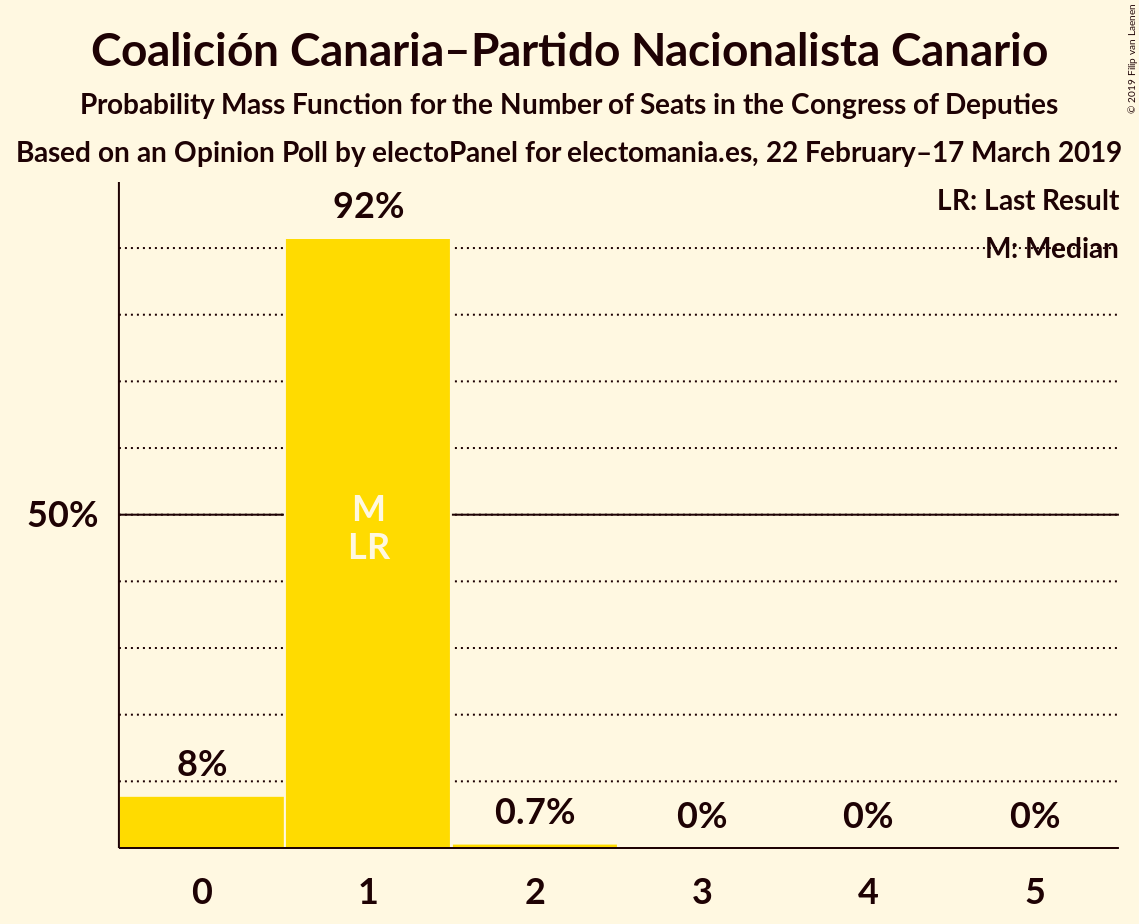 Coalición Canaria–Partido Nacionalista Canario
Probability Mass Function for the Number of Seats in the Congress of Deputies
Based on an Opinion Poll by electoPanel for electomania.es, 22 February–17 March 2019
© 2019 Filip van Laenen
LR: Last Result
M: Median
92%
50%
M
LR
8%
0.7%
0%
0%
0%
0
1
2
3
4
5